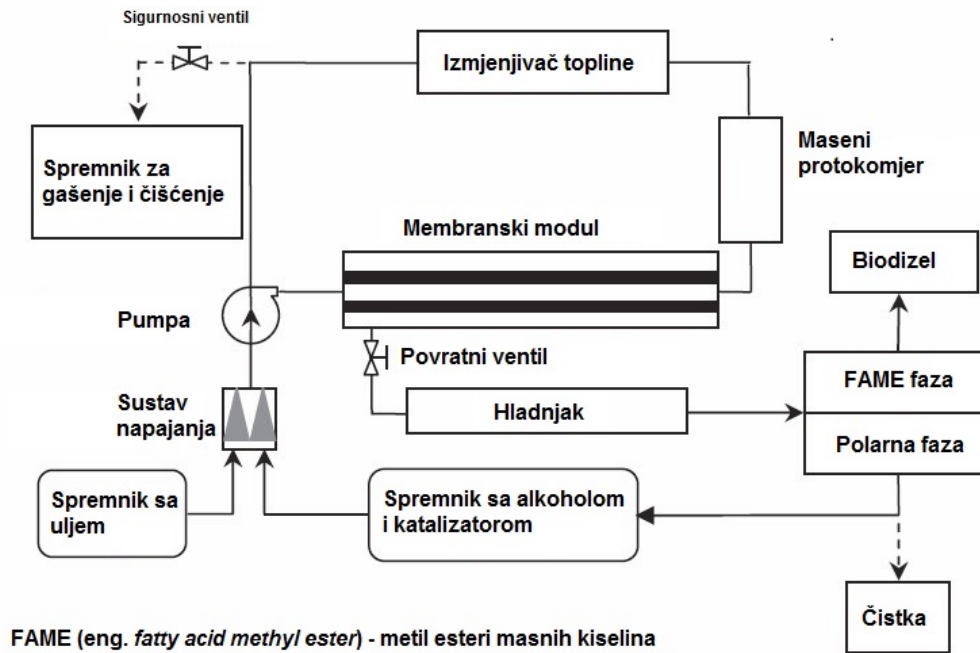 Sigurnosni ventil
Izmjenjivač topline
Spremnik za
gašenje i čišćenje
Maseni
protokomjer
Membranski modul
Biodizel
Pumpa
Povratni ventil
FAME faza
Sustav
napajanja
Hladnjak
Polarna faza
Spremnik sa
uljem
Spremnik sa alkoholom
i katalizatorom
Čistka
FAME (eng. fatty acid methyl ester) - metil esteri masnih kiselina